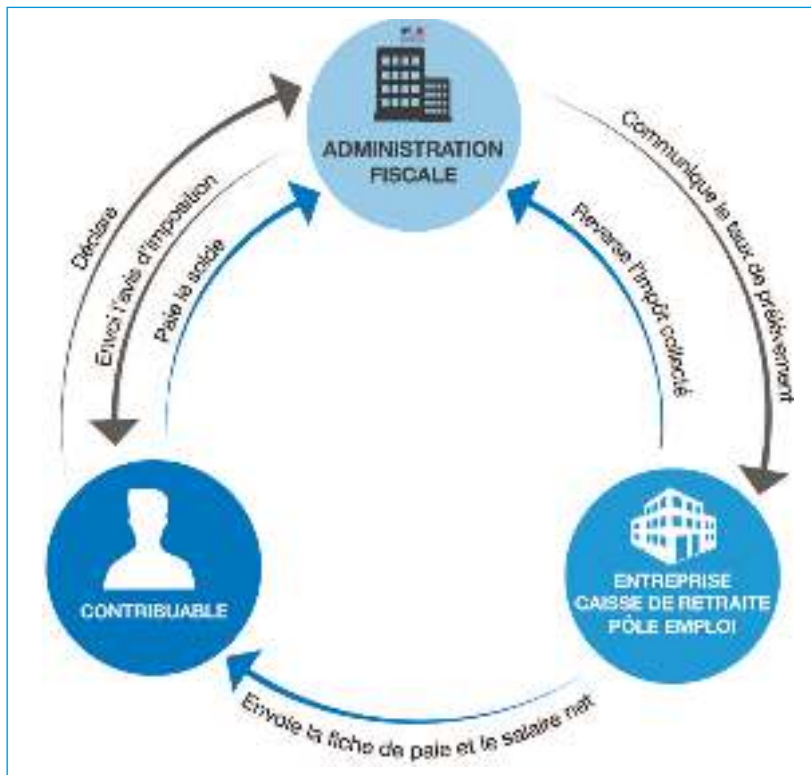 ADMINISTRATION
FISCALE
Déclare
Envoi l'avis d'imposition
Paie le solde
Communique le taux de prélèvement
Reverse l'impôt collecté
CONTRIBUABLE
ENTREPRISE
CAISSE DE RETRAITE
PÔLE EMPLOI
Envoie la fiche de paie et le salaire net